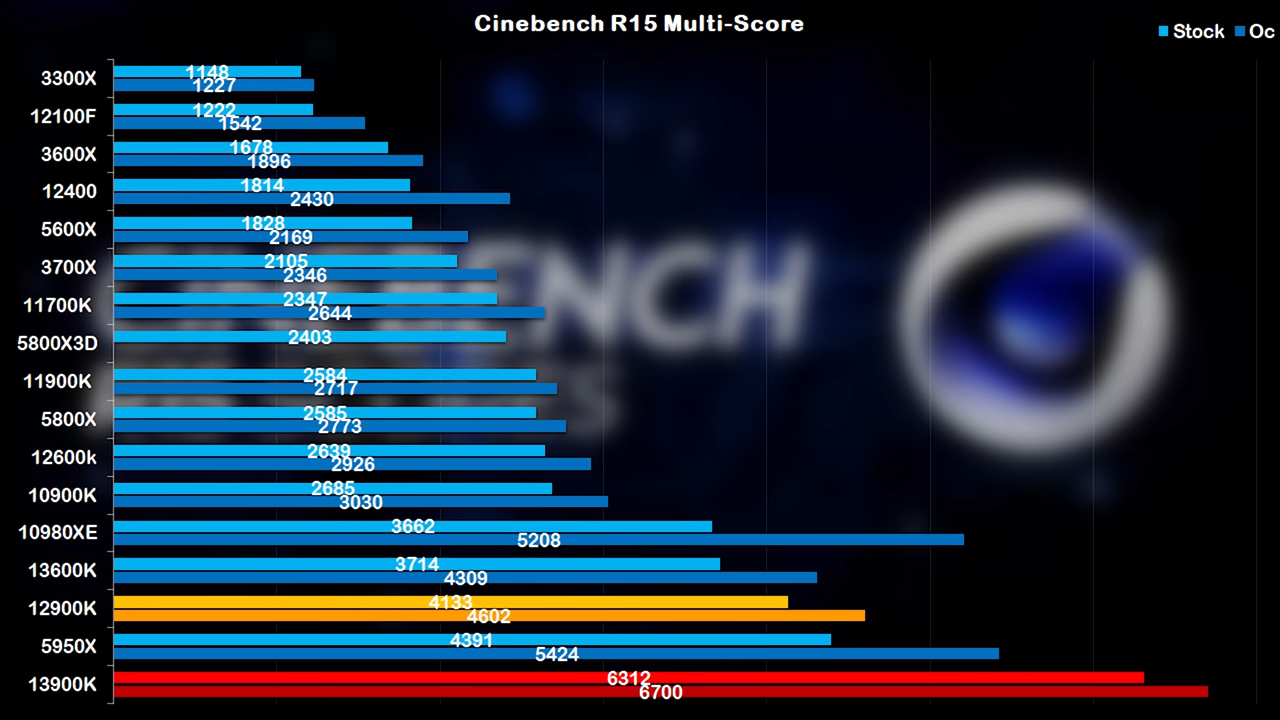 Cinebench R15 Multi-Score
Stock Oc
3300X 1148
1227
12100F 1222
1542
3600X 1678
1896
12400 1814
2430
5600X 1828
2169
3700X 2105
2346
11700K 2347
2644
5800X3D 2403
11900K 2584
2717
5800X 2585
2773
12600k 2639
2926
10900K 2685
3030
10980XE 3662
5208
13600K 3714
4309
12900K 4133
4602
5950X 4391
5424
13900K 6312
6700
CINEBENCH